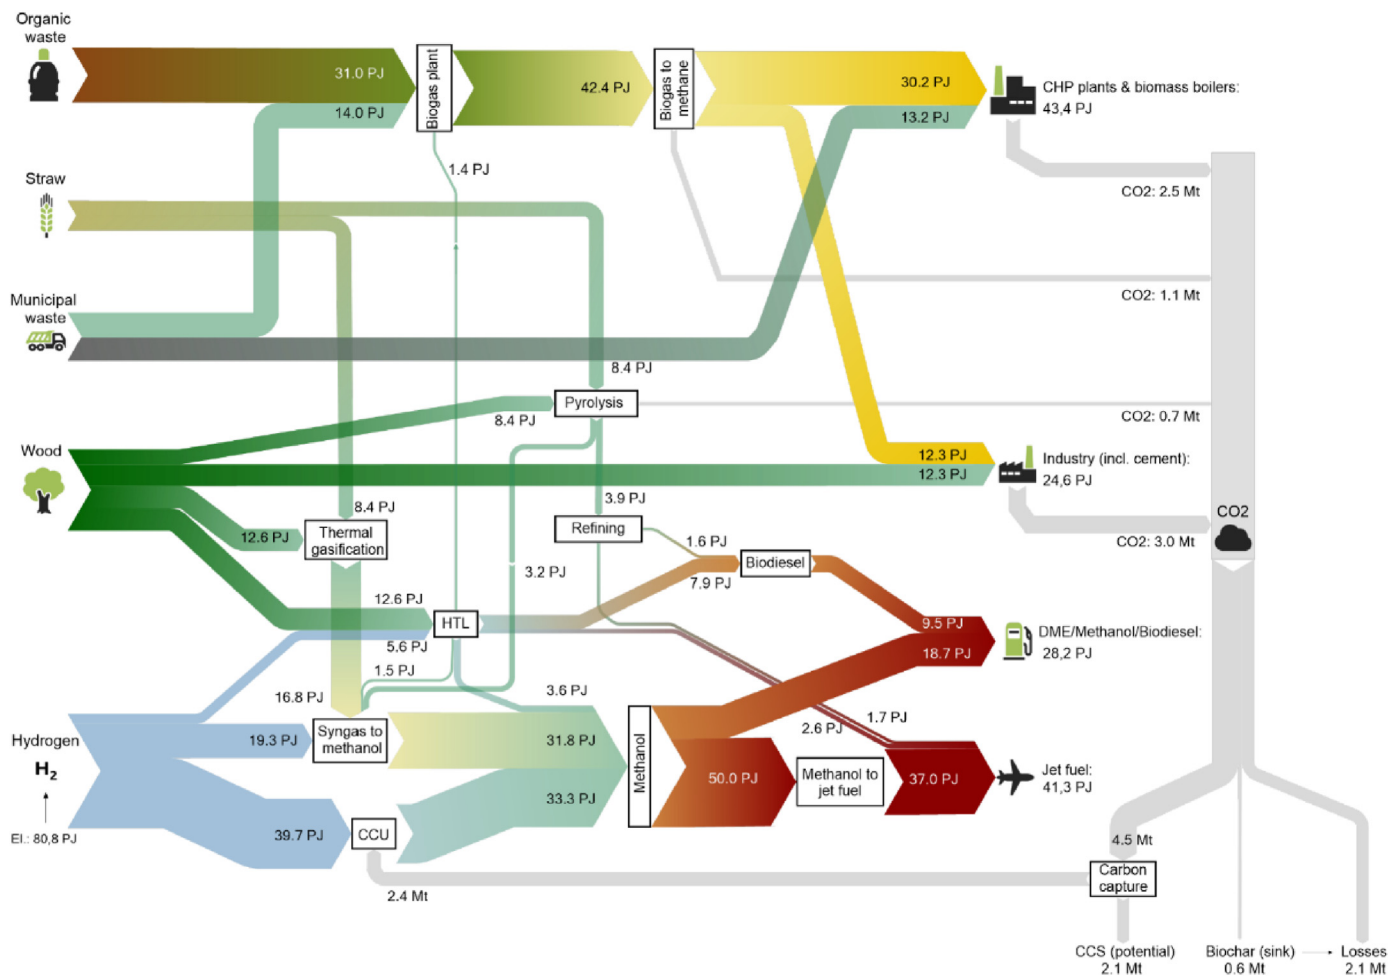 Organic
waste
31.0 PJ
14.0 PJ
Biogas plant
42.4 PJ
Biogas to
methane
30.2 PJ
13.2 PJ
CHP plants & biomass boilers:
43,4 PJ
1.4 PJ
Straw
CO2: 2.5 Mt
CO2: 1.1 Mt
Municipal
waste
8.4 PJ
Pyrolysis
8.4 PJ
CO2: 0.7 Mt
Wood
12.3 PJ
12.3 PJ
Industry (incl. cement):
24,6 PJ
3.9 PJ
8.4 PJ
CO2
12.6 PJ
Thermal
gasification
Refining
1.6 PJ
CO2: 3.0 Mt
Biodiesel
3.2 PJ
7.9 PJ
12.6 PJ
HTL
5.6 PJ
9.5 PJ
18.7 PJ
DME/Methanol/Biodiesel:
28,2 PJ
1.5 PJ
16.8 PJ
3.6 PJ
1.7 PJ
2.6 PJ
Hydrogen
H2
19.3 PJ
Syngas to
methanol
31.8 PJ
33.3 PJ
Methanol
50.0 PJ
Methanol to
jet fuel
37.0 PJ
Jet fuel:
41,3 PJ
El.: 80,8 PJ
39.7 PJ
CCU
4.5 Mt
2.4 Mt
Carbon
capture
CCS (potential)
2.1 Mt
Biochar (sink)
0.6 Mt
Losses
2.1 Mt